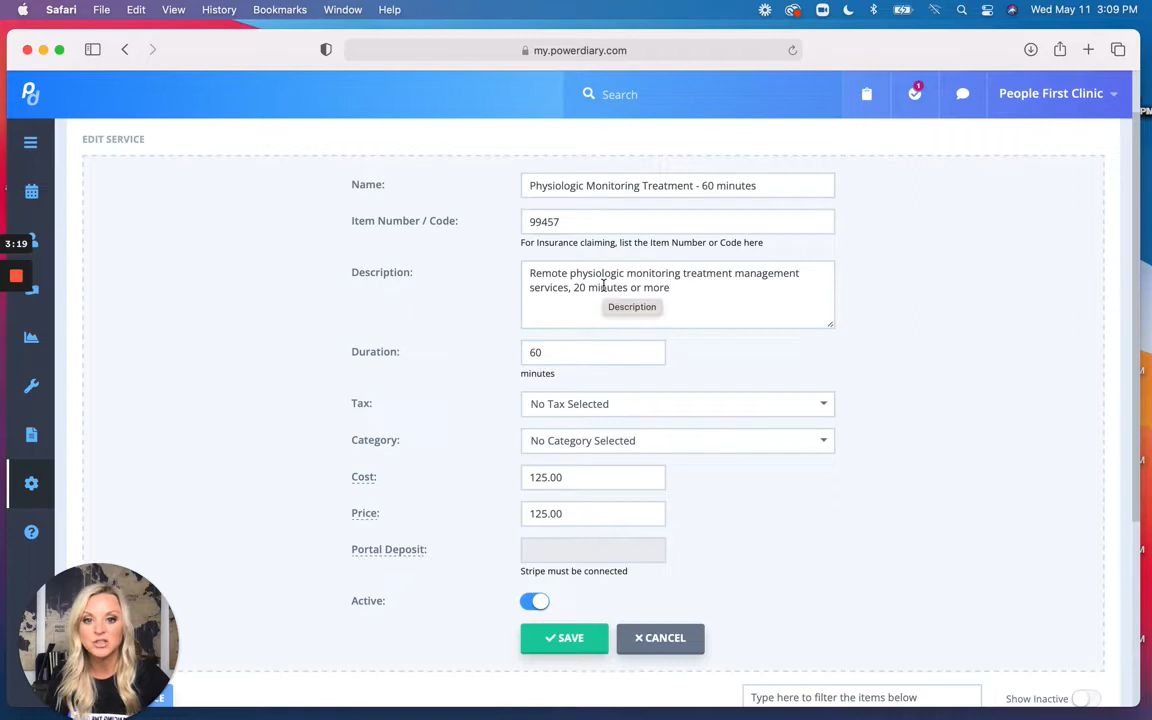 Safari File Edit View History Bookmarks Window Help Wed May 11 3:09 PM
my.powerdiary.com
pd Search 1 People First Clinic
EDIT SERVICE
Name: Physiologic Monitoring Treatment - 60 minutes
Item Number / Code: 99457
For Insurance claiming, list the Item Number or Code here
3:19
Description: Remote physiologic monitoring treatment management
services, 20 minutes or more
Description
Duration: 60
minutes
Tax: No Tax Selected
Category: No Category Selected
Cost: 125.00
Price: 125.00
Portal Deposit:
Stripe must be connected
Active:
SAVE CANCEL
Type here to filter the items below Show Inactive